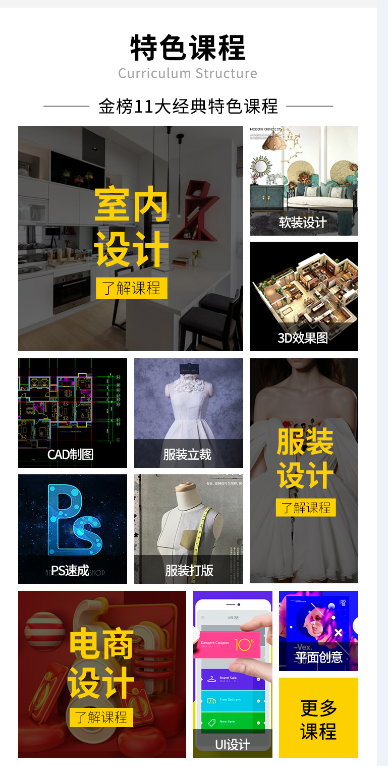 特色课程
Curriculum Structure
金榜11大经典特色课程
室内
设计
了解课程
软装设计
3D效果图
CAD制图
服装立裁
服装
设计
了解课程
Ps
PS速成
服装打版
电商
设计
了解课程
10
UI设计
平面创意
更多
课程